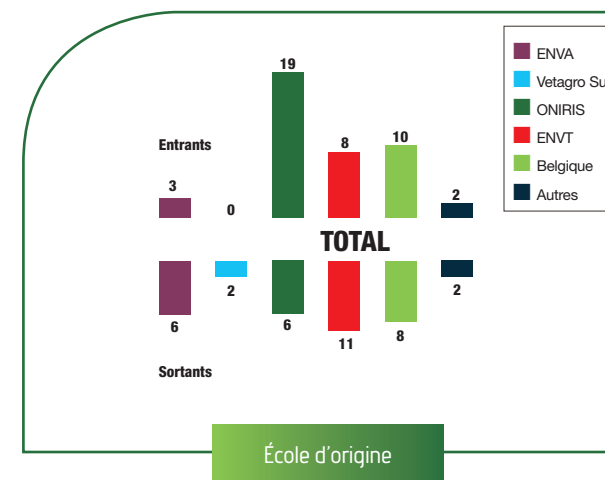 19
ENVA
Vetagro Su
ONIRIS
ENVT
Belgique
Autres
Entrants
8
10
3
0
2
TOTAL
6
2
6
11
8
2
Sortants
École d'origine